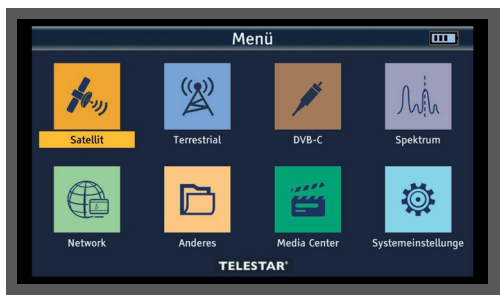 Menü
Satellit
Terrestrial
DVB-C
Spektrum
Network
Anderes
Media Center
Systemeinstellunge
TELESTAR®